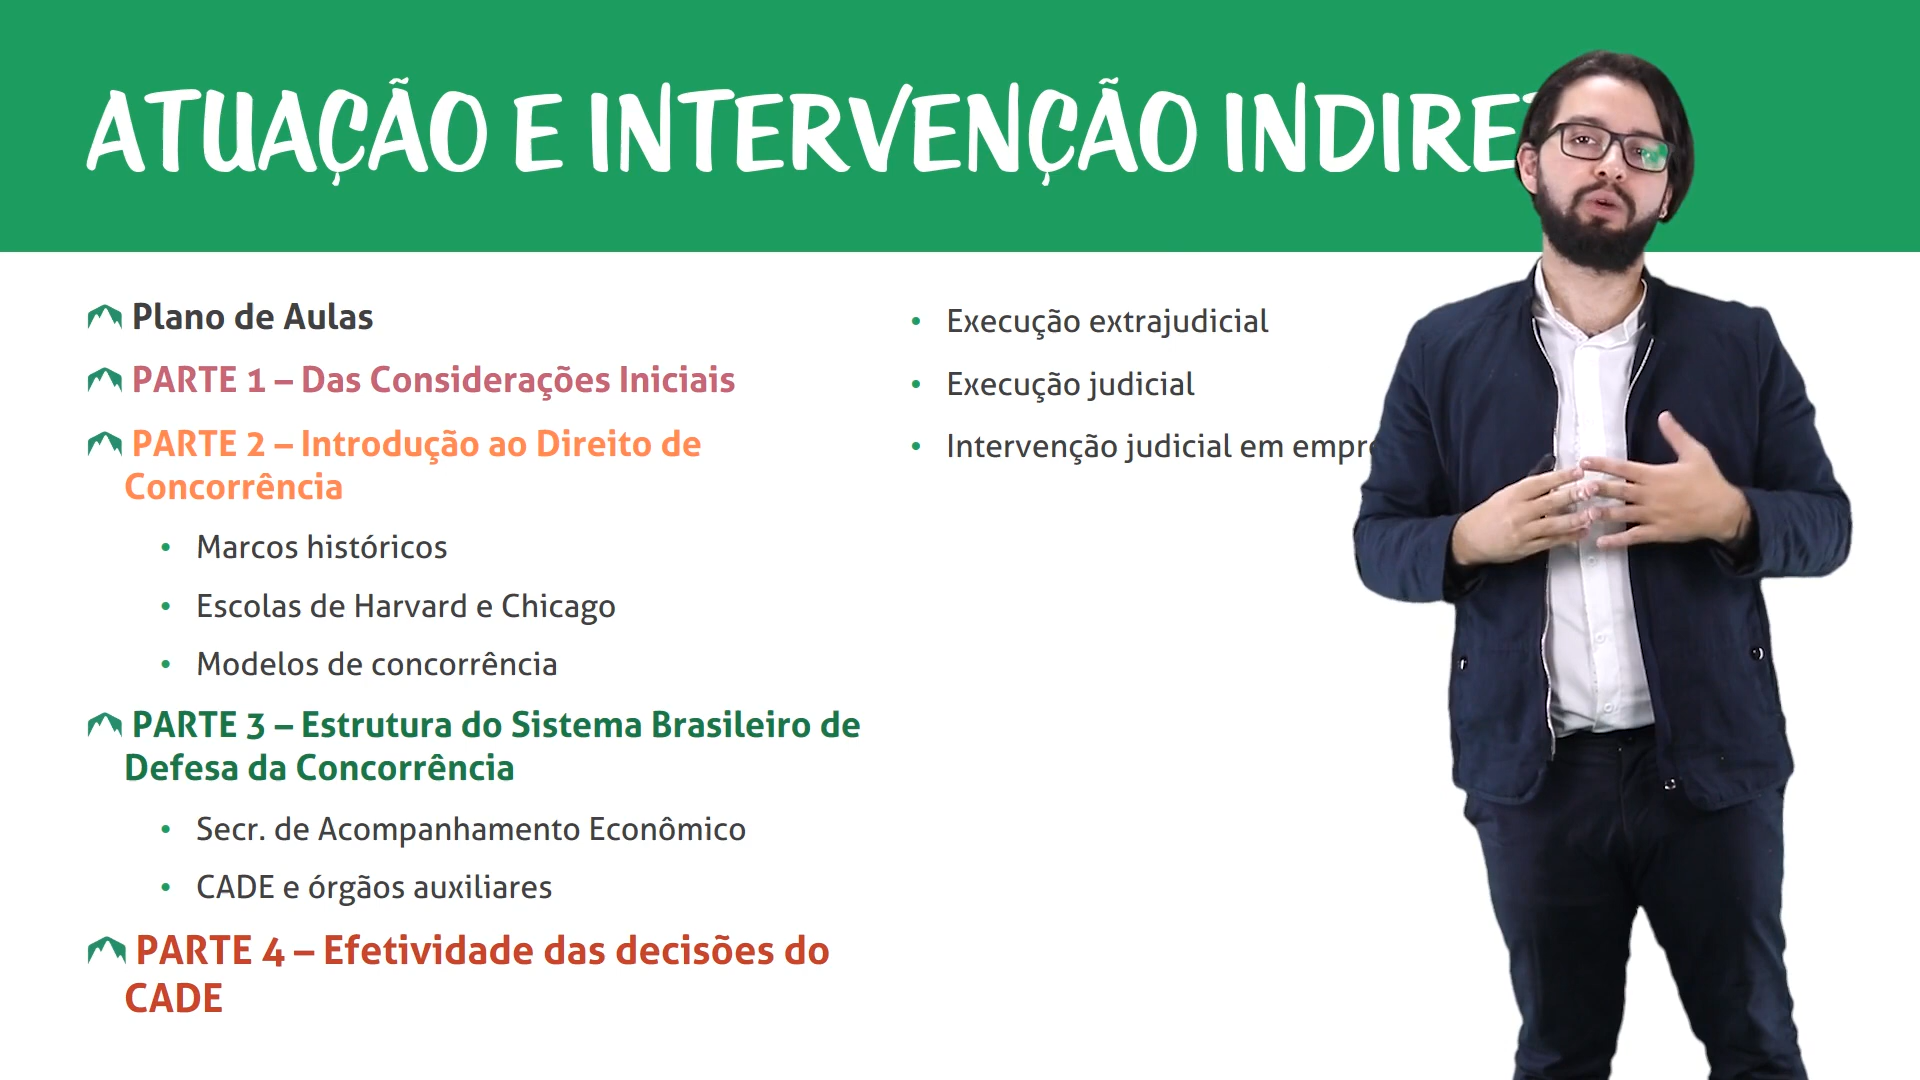 ATUAÇÃO E INTERVENÇÃO
Plano de Aulas
PARTE 1 – Das Considerações Iniciais
PARTE 2 – Introdução ao Direito de
Concorrência
Marcos históricos
Escolas de Harvard e Chicago
Modelos de concorrência
PARTE 3 – Estrutura do Sistema Brasileiro de
Defesa da Concorrência
Secr. de Acompanhamento Econômico
CADE e órgãos auxiliares
PARTE 4 – Efetividade das decisões do
CADE
Execução extrajudicial
Execução judicial
Intervenção judicial em